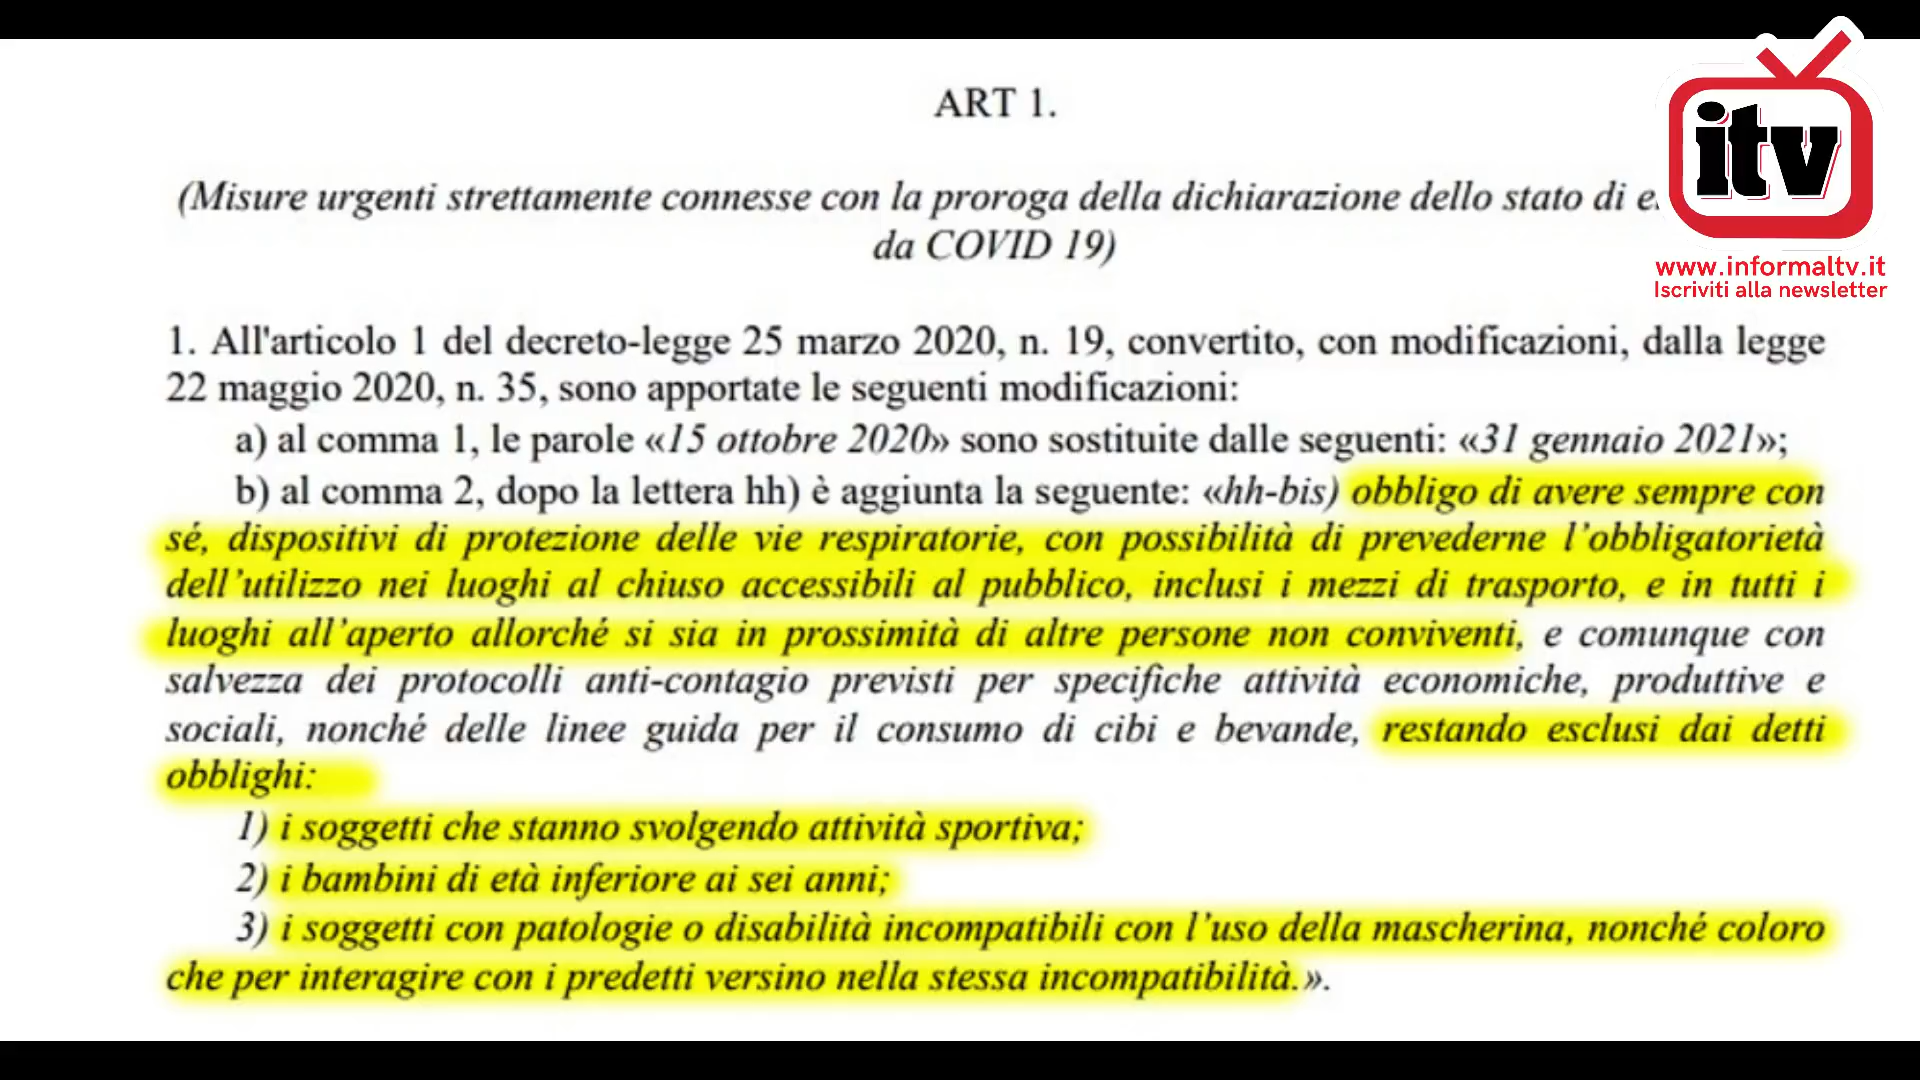 ART 1.
(Misure urgenti strettamente connesse con la proroga della dichiarazione dello stato di
da COVID 19)
itv
www.informaltv.it
Iscriviti alla newsletter
1. All'articolo 1 del decreto-legge 25 marzo 2020, n. 19, convertito, con modificazioni, dalla legge
22 maggio 2020, n. 35, sono apportate le seguenti modificazioni:
a) al comma 1, le parole «15 ottobre 2020» sono sostituite dalle seguenti: «31 gennaio 2021»;
b) al comma 2, dopo la lettera hh) è aggiunta la seguente: «hh-bis) obbligo di avere sempre con
sé, dispositivi di protezione delle vie respiratorie, con possibilità di prevederne l’obbligatorietà
dell’utilizzo nei luoghi al chiuso accessibili al pubblico, inclusi i mezzi di trasporto, e in tutti i
luoghi all’aperto allorché si sia in prossimità di altre persone non conviventi, e comunque con
salvezza dei protocolli anti-contagio previsti per specifiche attività economiche, produttive e
sociali, nonché delle linee guida per il consumo di cibi e bevande, restando esclusi dai detti
obblighi:
1) i soggetti che stanno svolgendo attività sportiva;
2) i bambini di età inferiore ai sei anni;
3) i soggetti con patologie o disabilità incompatibili con l’uso della mascherina, nonché coloro
che per interagire con i predetti versino nella stessa incompatibilità.».